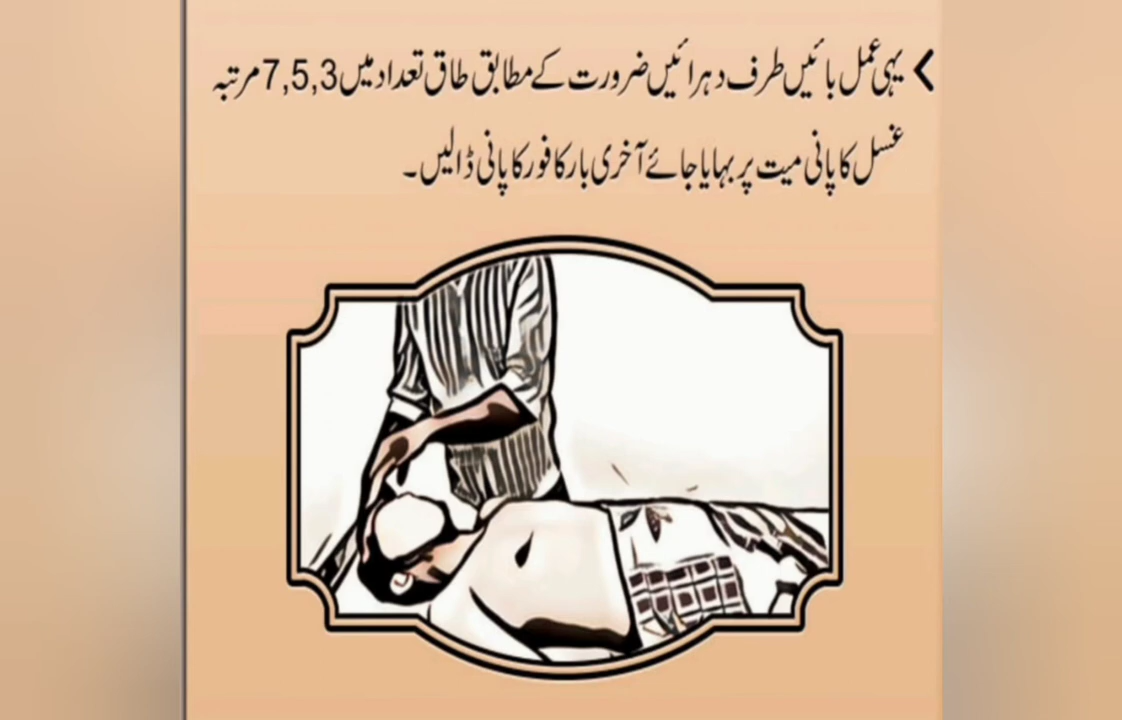 یہی عمل بائیں طرف دہرائیں ضرورت کے مطابق طاق تعداد میں 7,5,3 مرتبہ
غسل کا پانی میت پر بہایا جائے آخری بار کافور کا پانی ڈالیں۔